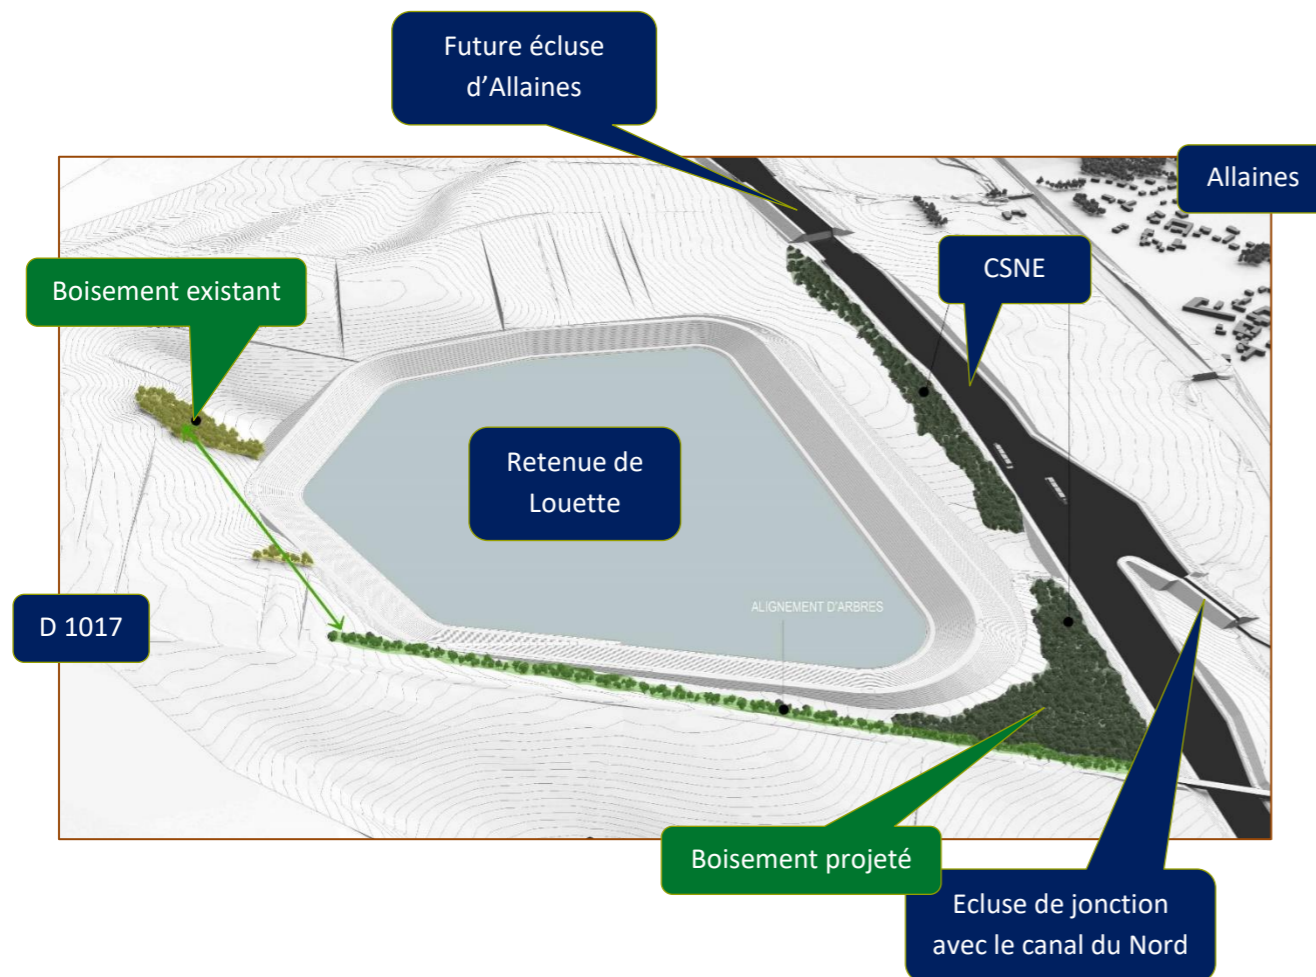 Future écluse
d’Allaines
Allaines
CSNE
Boisement existant
Retenue de
Louette
ALIGNEMENT D'ARBRES
D 1017
Boisement projeté
Ecluse de jonction
avec le canal du Nord